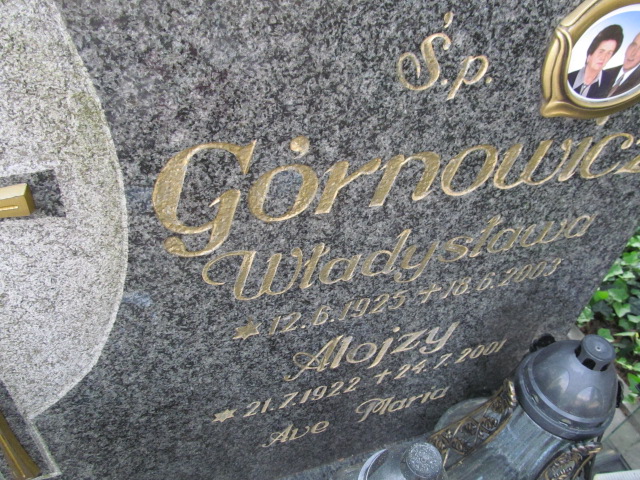 Ś.p.
Górnowicz
Władysława
* 12.6.1925 + 18.6.2003
Alojzy
* 21.7.1922 + 24.7.2001
Ave Maria